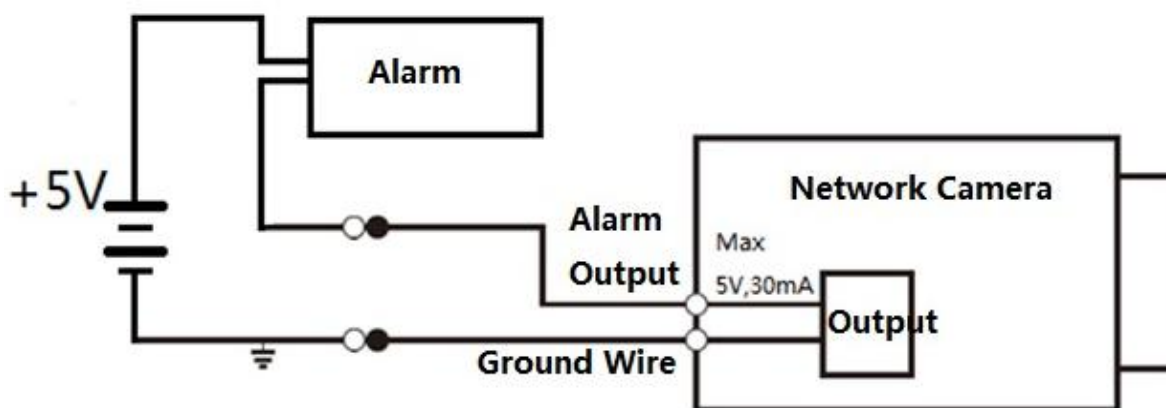 Alarm
+5V
Network Camera
Alarm
Output
Max
5V,30mA
Output
Ground Wire